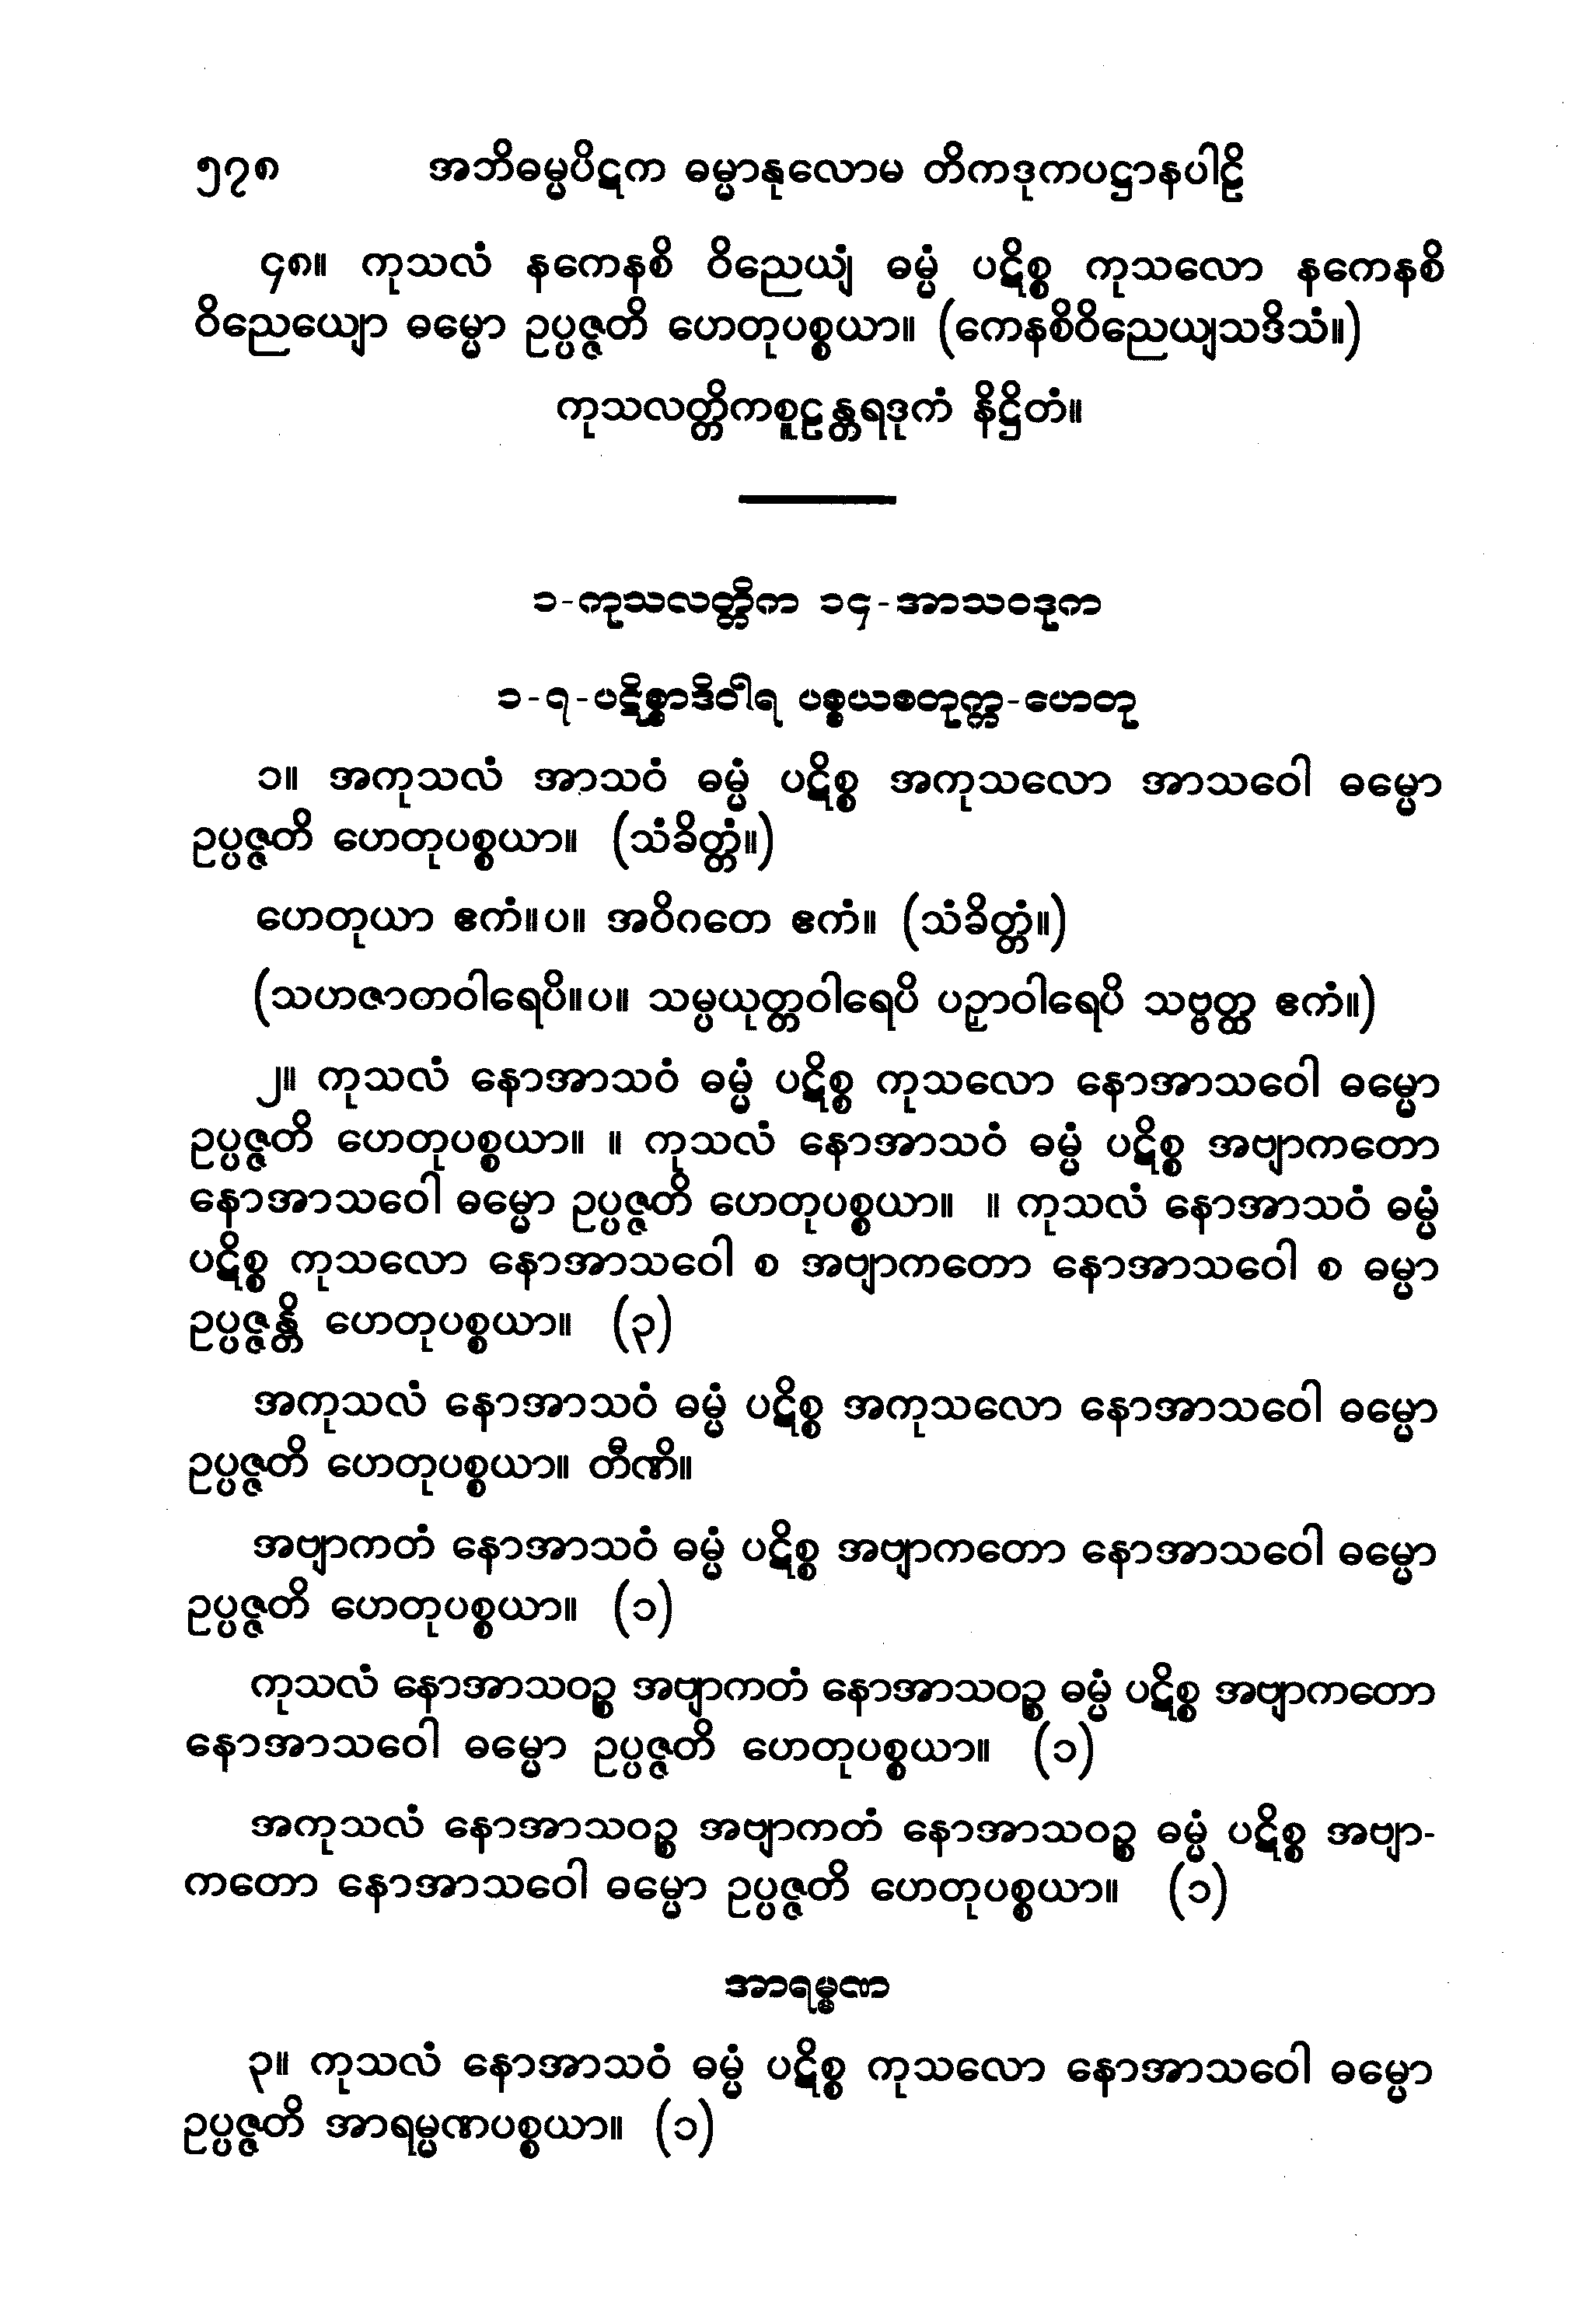 ၅၇၈ အဘိဓမ္မပိဋက ဓမ္မာနုလောမ တိကဒုကပဋ္ဌာနပါဠိ
၄၈။ ကုသလံ နကေနစိ ဝိညေယျံ ဓမ္မံ ပဋိစ္စ ကုသလော နကေနစိ
ဝိညေယျော ဓမ္မော ဥပ္ပဇ္ဇတိ ဟေတုပစ္စယာ။ (ကေနစိဝိညေယျသဒိသံ။)
ကုသလတ္တိကစူဠန္တရဒုကံ နိဋ္ဌိတံ။
၁-ကုသလတ္တိက ၁၄-အာသဝဒုက
၁-၇-ပဋိစ္စာဒိဝါရ ပစ္စယစတုက္က-ဟေတု
၁။ အကုသလံ အာသဝံ ဓမ္မံ ပဋိစ္စ အကုသလော အာသဝေါ ဓမ္မော
ဥပ္ပဇ္ဇတိ ဟေတုပစ္စယာ။ (သံခိတ္တံ။)
ဟေတုယာ ဧကံ။ပ။ အဝိဂတေ ဧကံ။ (သံခိတ္တံ။)
(သဟဇာတဝါရေပိ။ပ။ သမ္ပယုတ္တဝါရေပိ ပဉှာဝါရေပိ သဗ္ဗတ္ထ ဧကံ။)
၂။ ကုသလံ နောအာသဝံ ဓမ္မံ ပဋိစ္စ ကုသလော နောအာသဝေါ ဓမ္မော
ဥပ္ပဇ္ဇတိ ဟေတုပစ္စယာ။ ။ ကုသလံ နောအာသဝံ ဓမ္မံ ပဋိစ္စ အဗျာကတော
နောအာသဝေါ ဓမ္မော ဥပ္ပဇ္ဇတိ ဟေတုပစ္စယာ။ ။ ကုသလံ နောအာသဝံ ဓမ္မံ
ပဋိစ္စ ကုသလော နောအာသဝေါ စ အဗျာကတော နောအာသဝေါ စ ဓမ္မာ
ဥပ္ပဇ္ဇန္တိ ဟေတုပစ္စယာ။ (၃)
အကုသလံ နောအာသဝံ ဓမ္မံ ပဋိစ္စ အကုသလော နောအာသဝေါ ဓမ္မော
ဥပ္ပဇ္ဇတိ ဟေတုပစ္စယာ။ တီဏိ။
အဗျာကတံ နောအာသဝံ ဓမ္မံ ပဋိစ္စ အဗျာကတော နောအာသဝေါ ဓမ္မော
ဥပ္ပဇ္ဇတိ ဟေတုပစ္စယာ။ (၁)
ကုသလံ နောအာသဝဉ္စ အဗျာကတံ နောအာသဝဉ္စ ဓမ္မံ ပဋိစ္စ အဗျာကတော
နောအာသဝေါ ဓမ္မော ဥပ္ပဇ္ဇတိ ဟေတုပစ္စယာ။ (၁)
အကုသလံ နောအာသဝဉ္စ အဗျာကတံ နောအာသဝဉ္စ ဓမ္မံ ပဋိစ္စ အဗျာ-
ကတော နောအာသဝေါ ဓမ္မော ဥပ္ပဇ္ဇတိ ဟေတုပစ္စယာ။ (၁)
အာရမ္မဏ
၃။ ကုသလံ နောအာသဝံ ဓမ္မံ ပဋိစ္စ ကုသလော နောအာသဝေါ ဓမ္မော
ဥပ္ပဇ္ဇတိ အာရမ္မဏပစ္စယာ။ (၁)